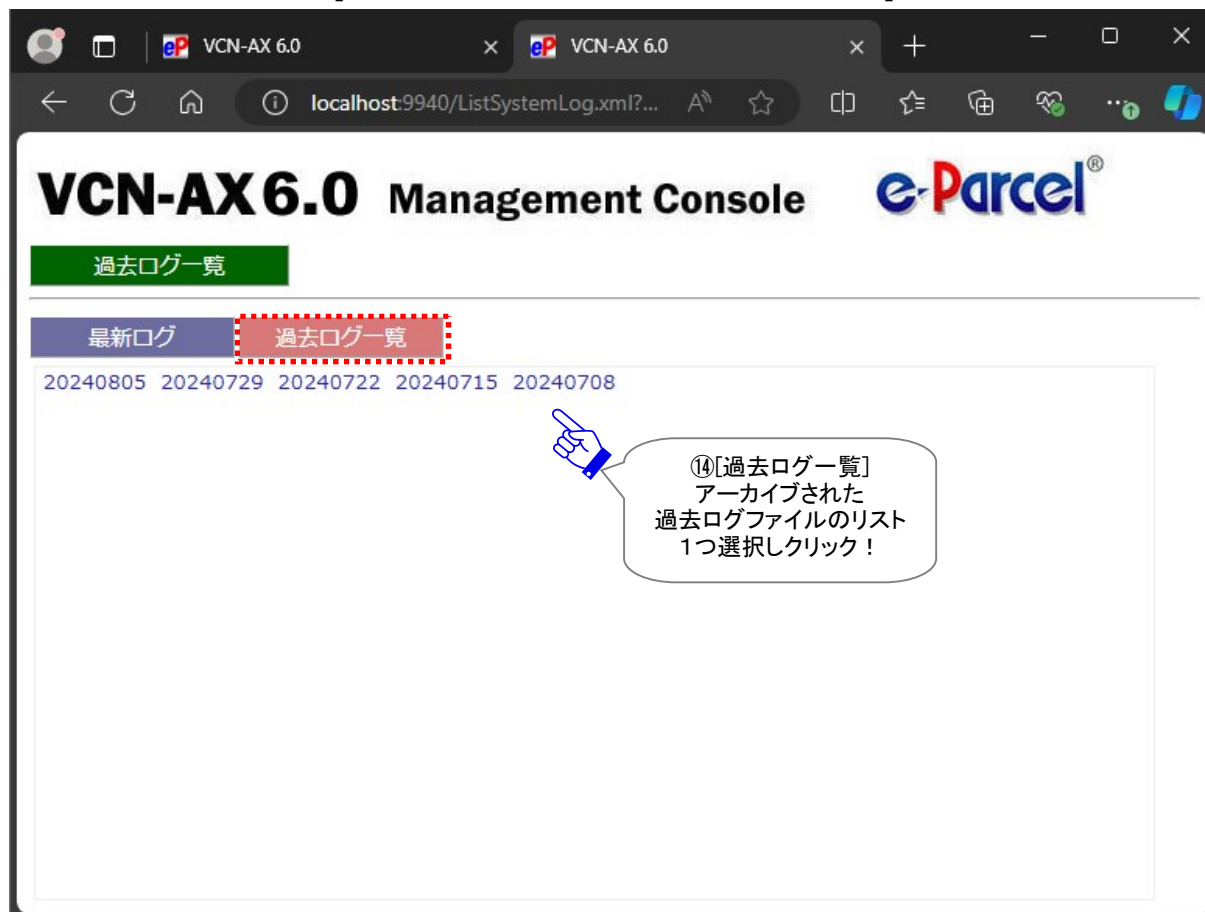 VCN-AX 6.0
VCN-AX 6.0
localhost:9940/ListSystemLog.xml?...
VCN-AX 6.0 Management Console e-Parcel®
過去ログ一覧
最新ログ 過去ログ一覧
20240805 20240729 20240722 20240715 20240708
⑭[過去ログ一覧]
アーカイブされた
過去ログファイルのリスト
1つ選択しクリック!